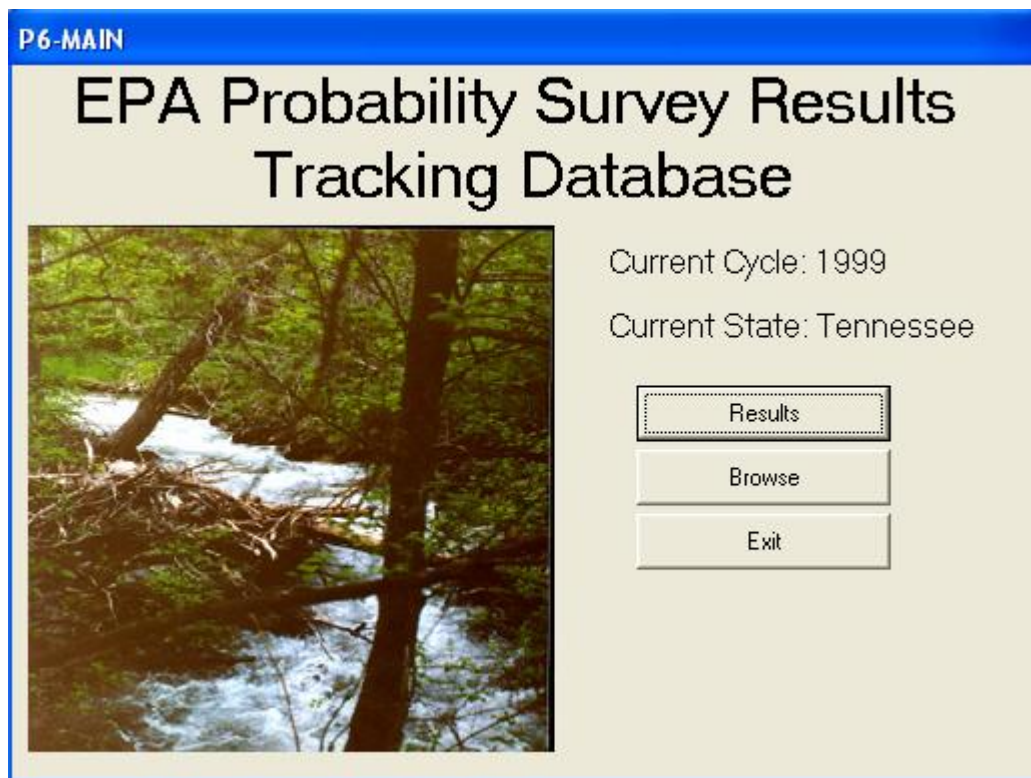 P6-MAIN
EPA Probability Survey Results
Tracking Database
Current Cycle: 1999
Current State: Tennessee
Results
Browse
Exit